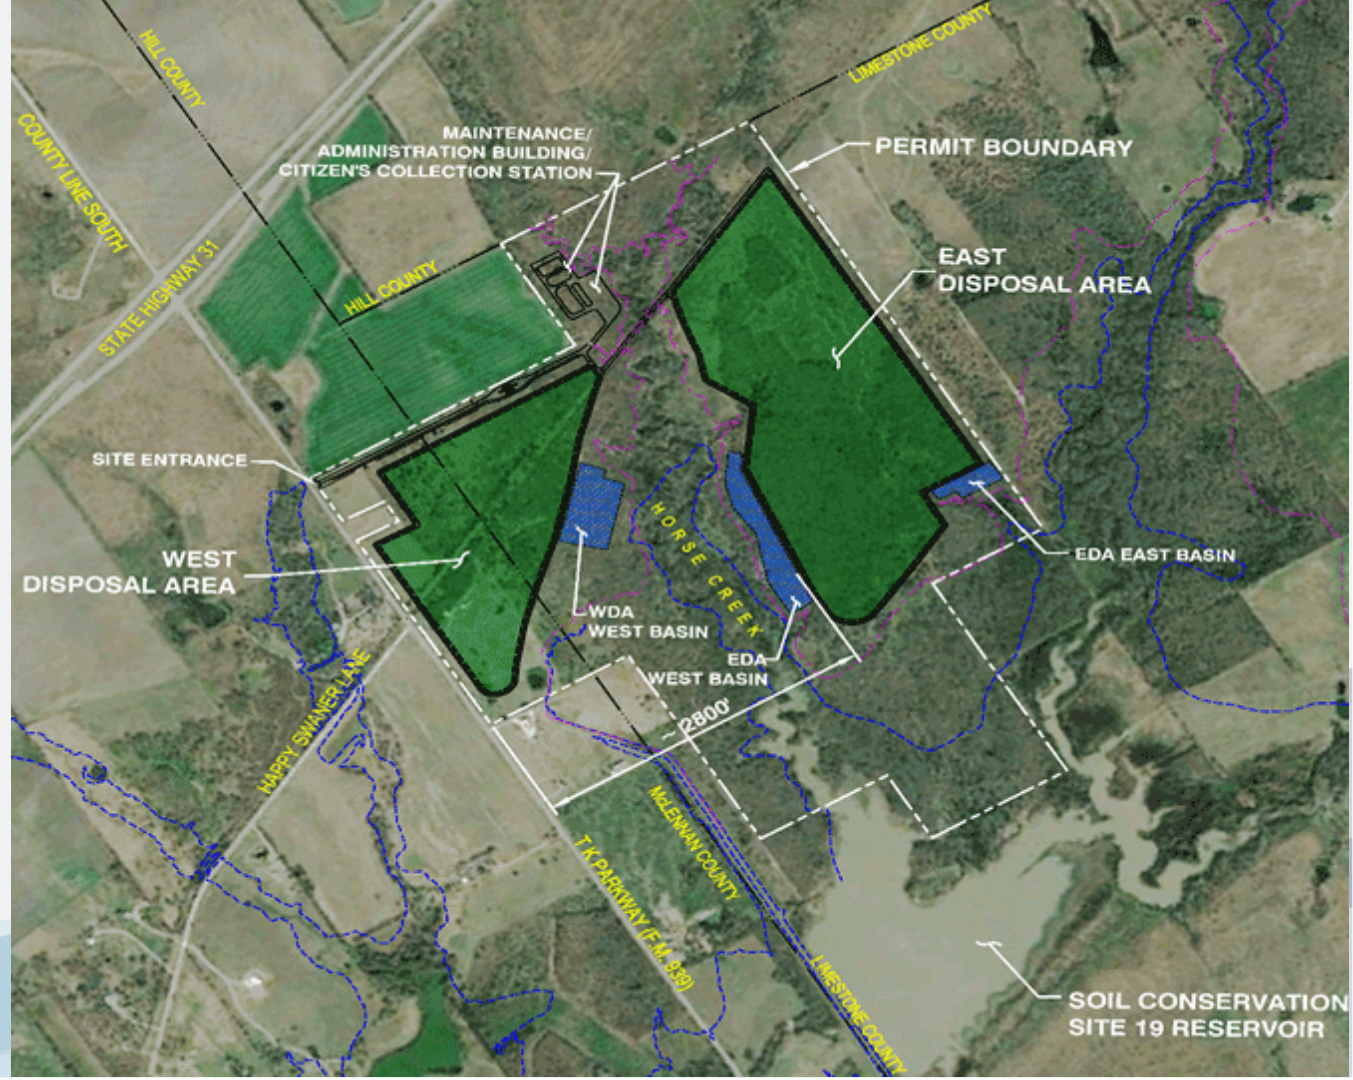 HILL COUNTY
LIMESTONE COUNTY
COUNTY LINE SOUTH
MAINTENANCE/
ADMINISTRATION BUILDING/
CITIZEN'S COLLECTION STATION
PERMIT BOUNDARY
STATE HIGHWAY 31
HILL COUNTY
EAST
DISPOSAL AREA
SITE ENTRANCE
WEST
DISPOSAL AREA
HORSE CREEK
EDA EAST BASIN
WDA
WEST BASIN
EDA
WEST BASIN
~ 2800'
HAPPY SWANER LANE
McLENNAN COUNTY
T K PARKWAY (F.M. 939)
LIMESTONE COUNTY
SOIL CONSERVATION
SITE 19 RESERVOIR